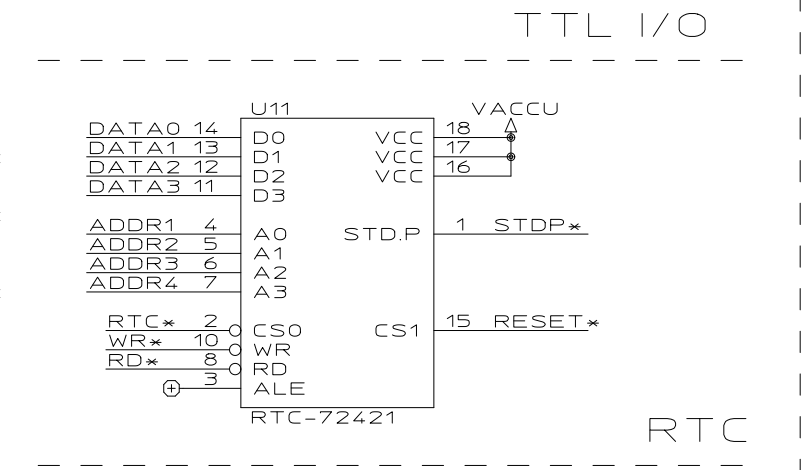 TTL I/O
U11 VACCU
DATA0 14 D0 VCC 18
DATA1 13 D1 VCC 17
DATA2 12 D2 VCC 16
DATA3 11 D3
ADDR1 4 A0 STD.P 1 STDP*
ADDR2 5 A1
ADDR3 6 A2
ADDR4 7 A3
RTC* 2 CS0 CS1 15 RESET*
WR* 10 WR
RD* 8 RD
3 ALE
RTC-72421
RTC